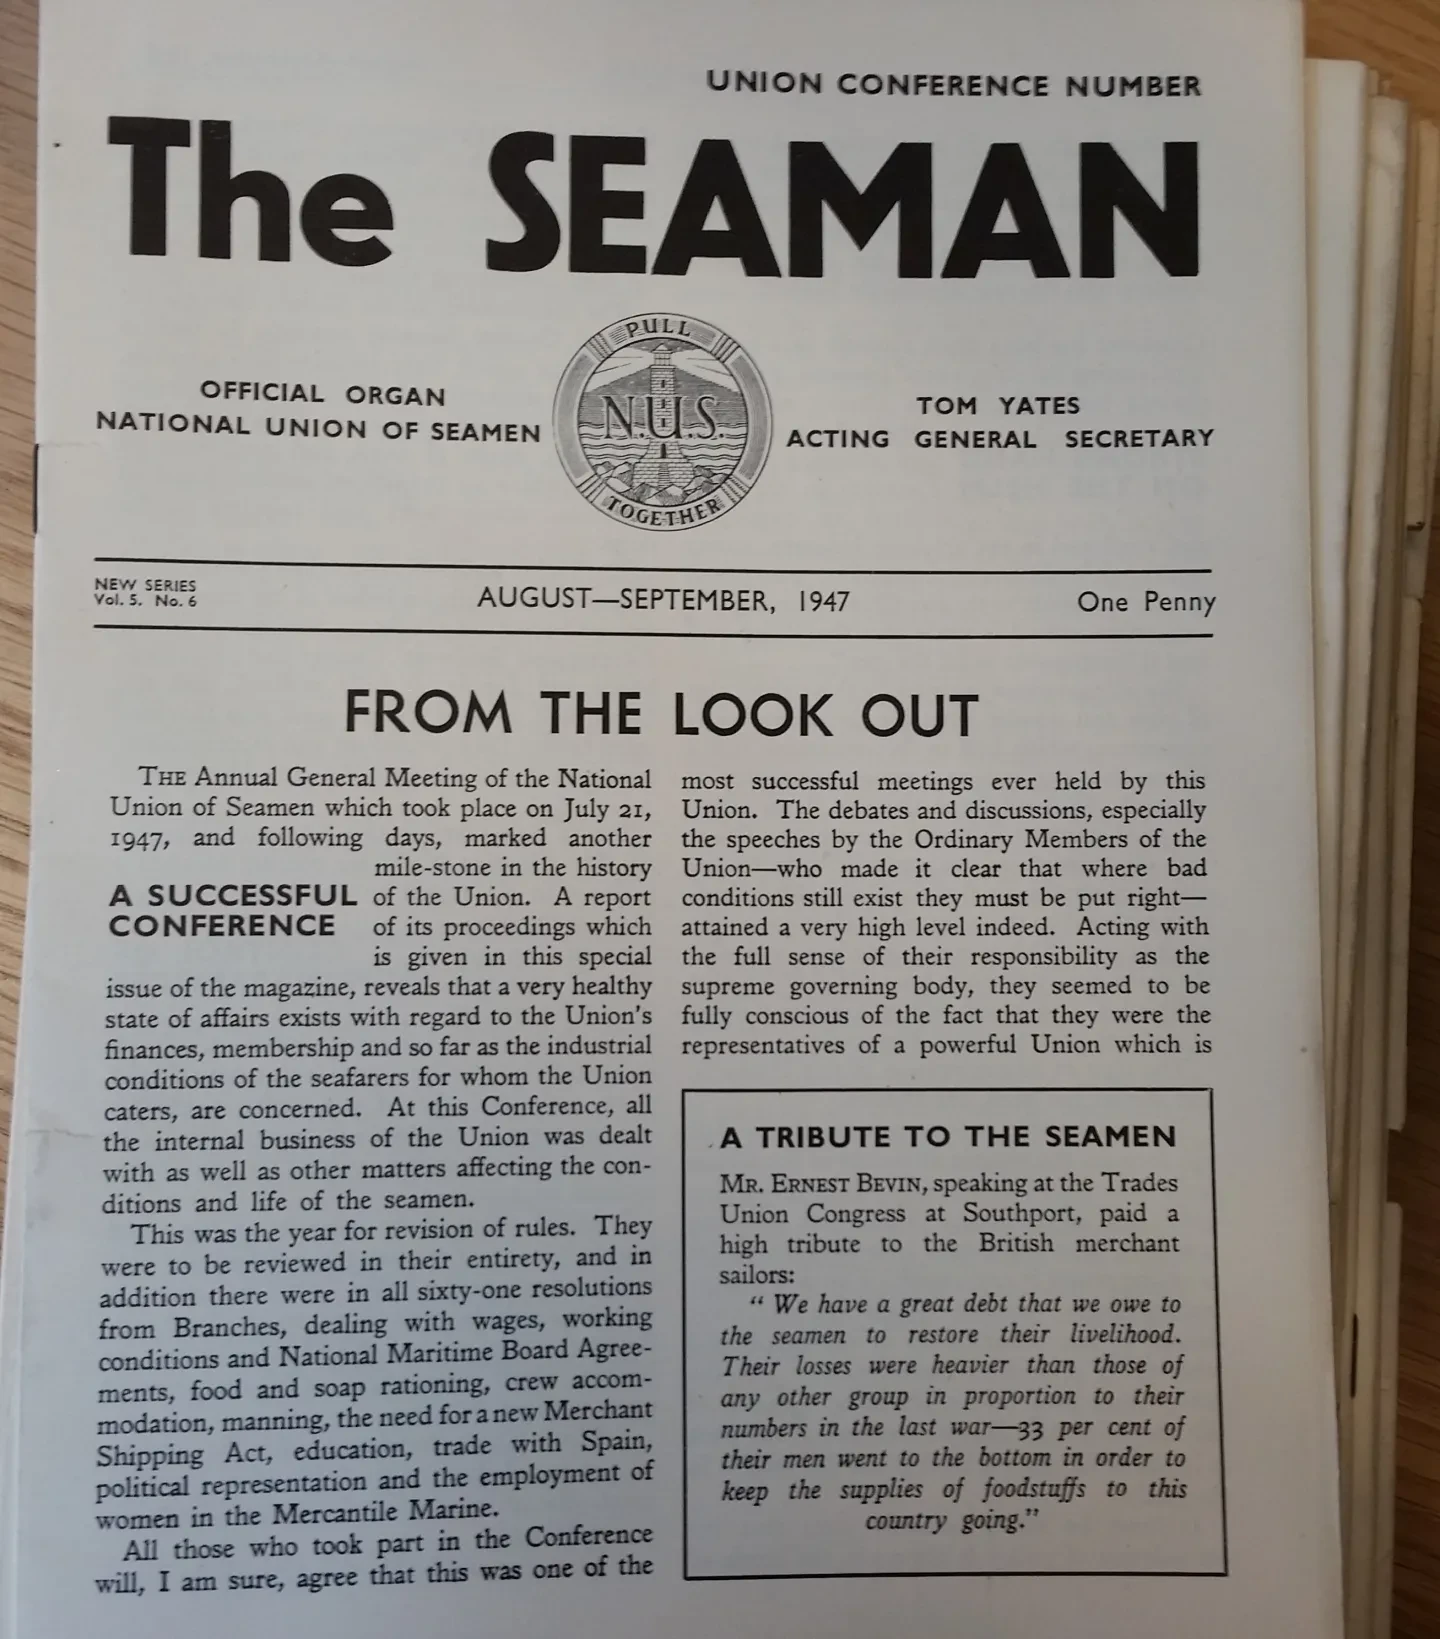 UNION CONFERENCE NUMBER
The SEAMAN
OFFICIAL ORGAN
NATIONAL UNION OF SEAMEN
PULL
N.U.S.
TOGETHER
TOM YATES
ACTING GENERAL SECRETARY
NEW SERIES
Vol. 5. No. 6
AUGUST—SEPTEMBER, 1947
One Penny
FROM THE LOOK OUT
THE Annual General Meeting of the National
Union of Seamen which took place on July 21,
1947, and following days, marked another
mile-stone in the history
A SUCCESSFUL
CONFERENCE
of the Union. A report
of its proceedings which
is given in this special
issue of the magazine, reveals that a very healthy
state of affairs exists with regard to the Union's
finances, membership and so far as the industrial
conditions of the seafarers for whom the Union
caters, are concerned. At this Conference, all
the internal business of the Union was dealt
with as well as other matters affecting the con-
ditions and life of the seamen.
This was the year for revision of rules. They
were to be reviewed in their entirety, and in
addition there were in all sixty-one resolutions
from Branches, dealing with wages, working
conditions and National Maritime Board Agree-
ments, food and soap rationing, crew accom-
modation, manning, the need for a new Merchant
Shipping Act, education, trade with Spain,
political representation and the employment of
women in the Mercantile Marine.
All those who took part in the Conference
will, I am sure, agree that this was one of the
most successful meetings ever held by this
Union. The debates and discussions, especially
the speeches by the Ordinary Members of the
Union—who made it clear that where bad
conditions still exist they must be put right—
attained a very high level indeed. Acting with
the full sense of their responsibility as the
supreme governing body, they seemed to be
fully conscious of the fact that they were the
representatives of a powerful Union which is
A TRIBUTE TO THE SEAMEN
MR. ERNEST BEVIN, speaking at the Trades
Union Congress at Southport, paid a
high tribute to the British merchant
sailors:
“ We have a great debt that we owe to
the seamen to restore their livelihood.
Their losses were heavier than those of
any other group in proportion to their
numbers in the last war—33 per cent of
their men went to the bottom in order to
keep the supplies of foodstuffs to this
country going.”